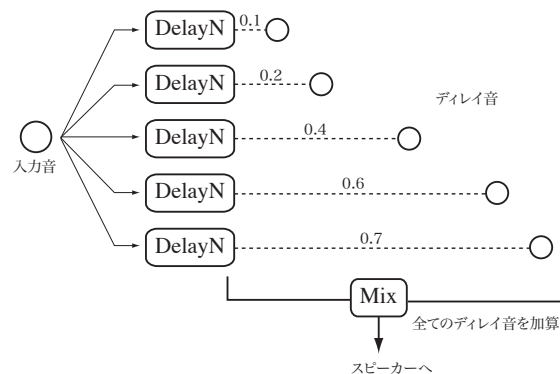 DelayN
0.1
DelayN
0.2
ディレイ音
DelayN
0.4
入力音
DelayN
0.6
DelayN
0.7
Mix
全てのディレイ音を加算
スピーカーへ